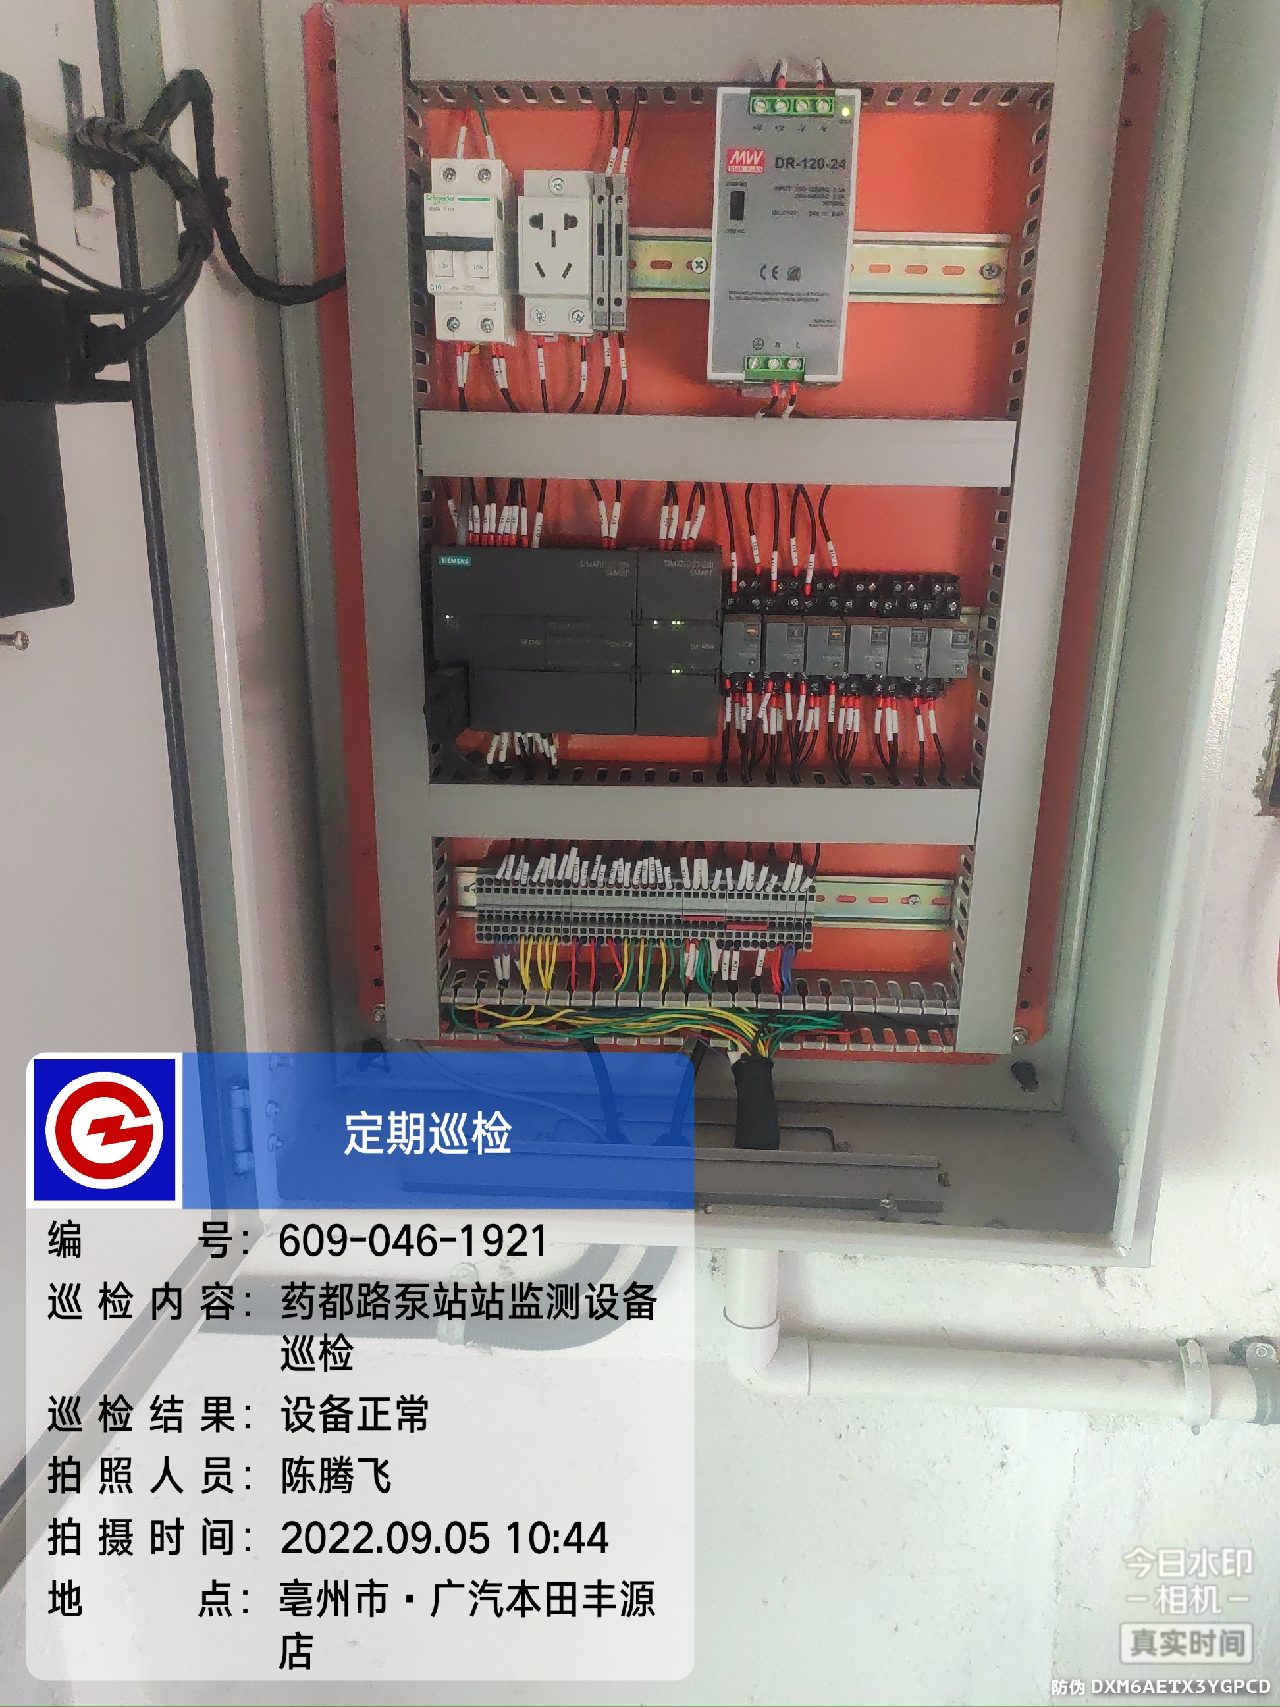 MW
DR-120-24
Schneider
SIEMENS
SMART
SMART
定期巡检
编号：609-046-1921
巡检内容：药都路泵站站监测设备
巡检
巡检结果：设备正常
拍照人员：陈腾飞
拍摄时间：2022.09.05 10:44
地点：亳州市·广汽本田丰源
店
今日水印
相机
真实时间
防伪 DXM6AETX3YGPCD